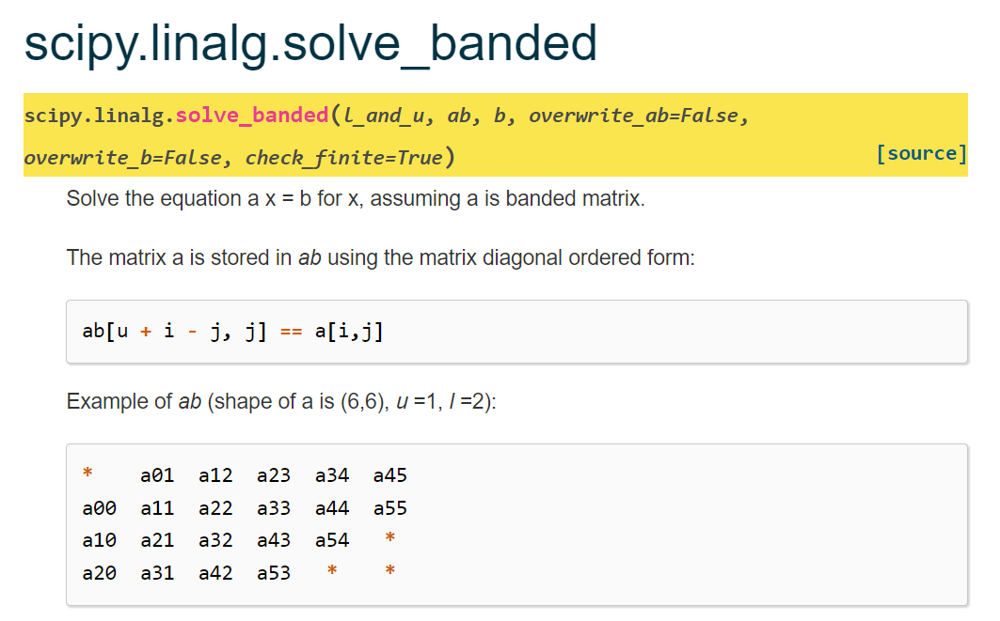 scipy.linalg.solve_banded
scipy.linalg.solve_banded(l_and_u, ab, b, overwrite_ab=False,
overwrite_b=False, check_finite=True) [source]
Solve the equation a x = b for x, assuming a is banded matrix.
The matrix a is stored in ab using the matrix diagonal ordered form:
ab[u + i - j, j] == a[i,j]
Example of ab (shape of a is (6,6), u =1, l =2):
* a01 a12 a23 a34 a45
a00 a11 a22 a33 a44 a55
a10 a21 a32 a43 a54 *
a20 a31 a42 a53 * *